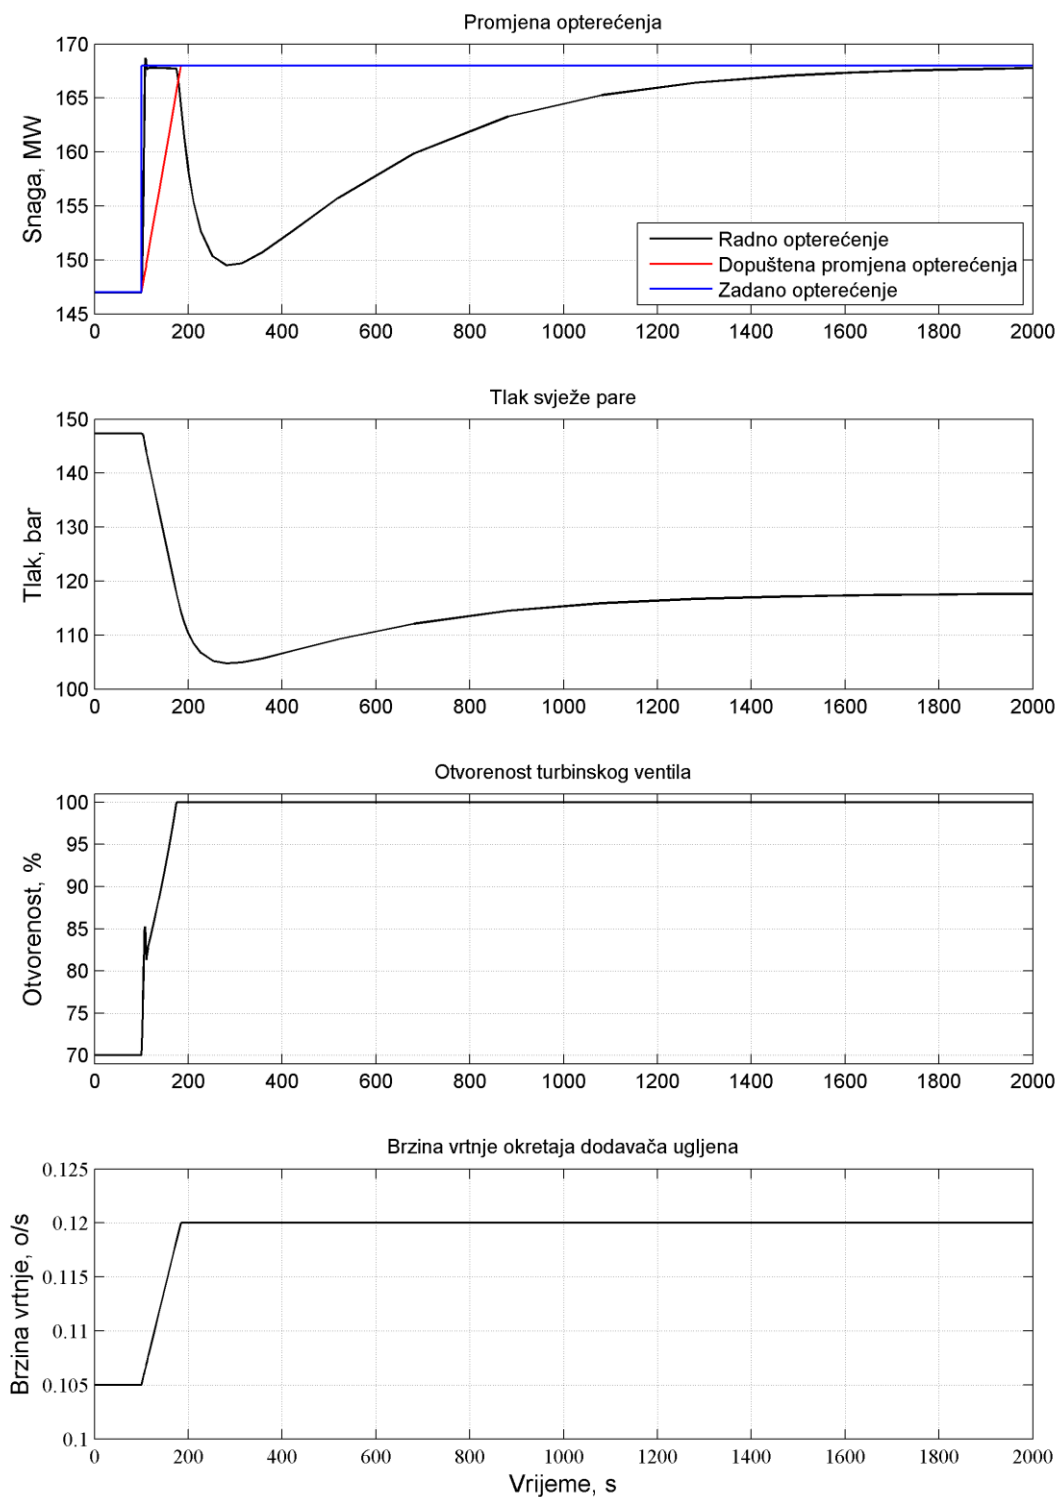 Promjena opterećenja
170
165
160
155
150
145
Snaga, MW
Radno opterećenje
Dopuštena promjena opterećenja
Zadano opterećenje
0 200 400 600 800 1000 1200 1400 1600 1800 2000
Tlak svježe pare
150
140
130
120
110
100
Tlak, bar
0 200 400 600 800 1000 1200 1400 1600 1800 2000
Otvorenost turbinskog ventila
100
95
90
85
80
75
70
Otvorenost, %
0 200 400 600 800 1000 1200 1400 1600 1800 2000
Brzina vrtnje okretaja dodavača ugljena
0.125
0.12
0.115
0.11
0.105
0.1
Brzina vrtnje, o/s
0 200 400 600 800 1000 1200 1400 1600 1800 2000
Vrijeme, s